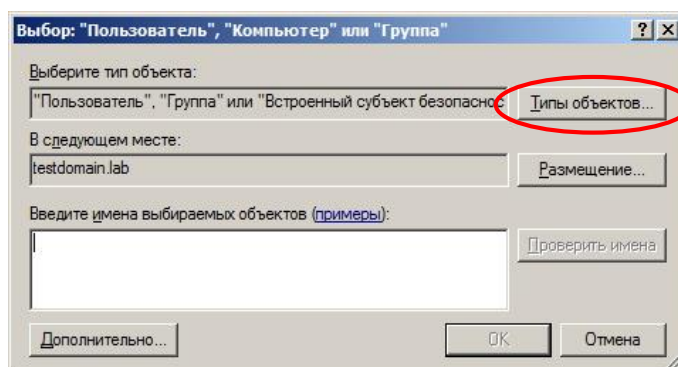 Выбор: "Пользователь", "Компьютер" или "Группа"
Выберите тип объекта:
"Пользователь", "Группа" или "Встроенный субъект безопаснос
Типы объектов...
В следующем месте:
testdomain.lab
Размещение...
Введите имена выбираемых объектов (примеры):
Проверить имена
Дополнительно...
OK
Отмена